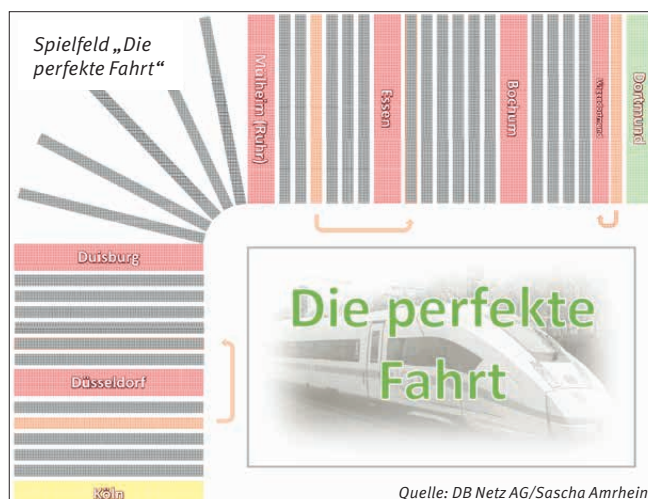 Spielfeld „Die
perfekte Fahrt“
Mülheim (Ruhr)
Essen
Bochum
Dortmund
Duisburg
Düsseldorf
Köln
Die perfekte
Fahrt
Quelle: DB Netz AG/Sascha Amrhein